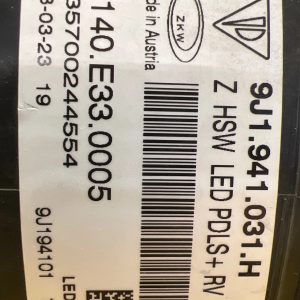 9J1.941.031.H
Z HSW LED PDLS+ RV
ZKW
de in Austria
140.E33.0005
35700244554
-03-23 19
9J194101
LED